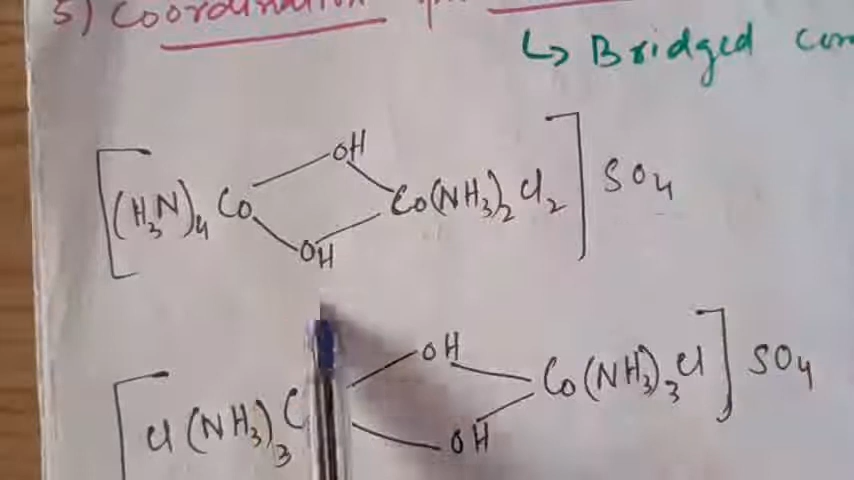 5) Coordination
↳ Bridged
[(H3N)4 Co OH OH Co(NH3)2 Cl2] SO4
[Cl(NH3)3 C OH OH Co(NH3)3 Cl] SO4